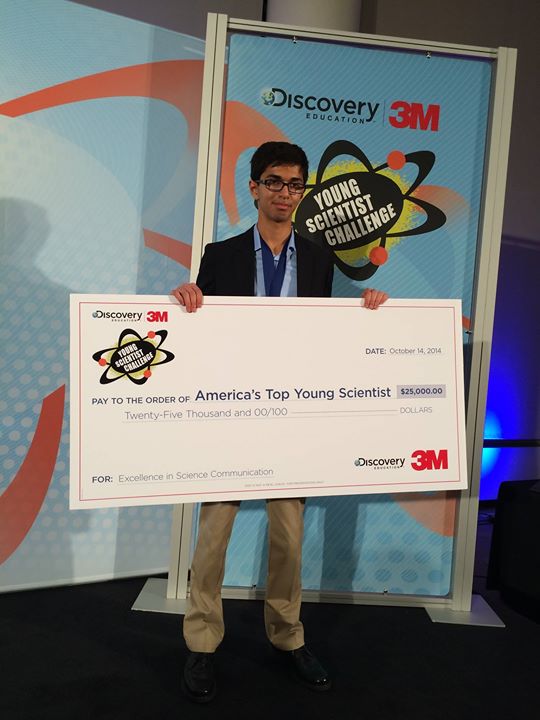 Discovery 3M
EDUCATION
YOUNG
SCIENTIST
CHALLENGE
Discovery 3M
EDUCATION
YOUNG
SCIENTIST
CHALLENGE
DATE: October 14, 2014
PAY TO THE ORDER OF America's Top Young Scientist $25,000.00
Twenty-Five Thousand and 00/100 DOLLARS
Discovery 3M
EDUCATION
FOR: Excellence in Science Communication